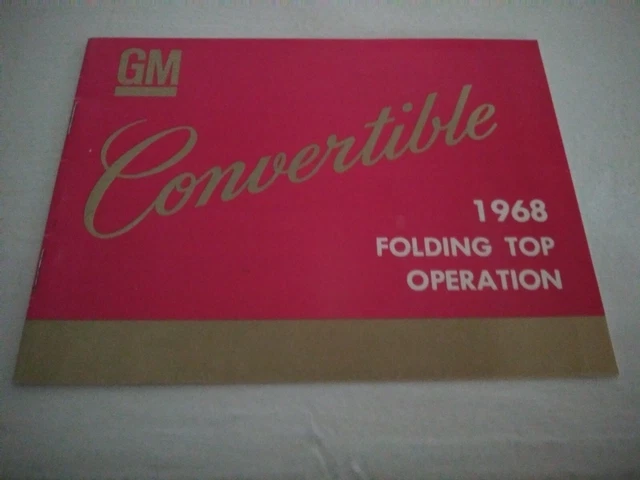 GM
Convertible
1968
FOLDING TOP
OPERATION